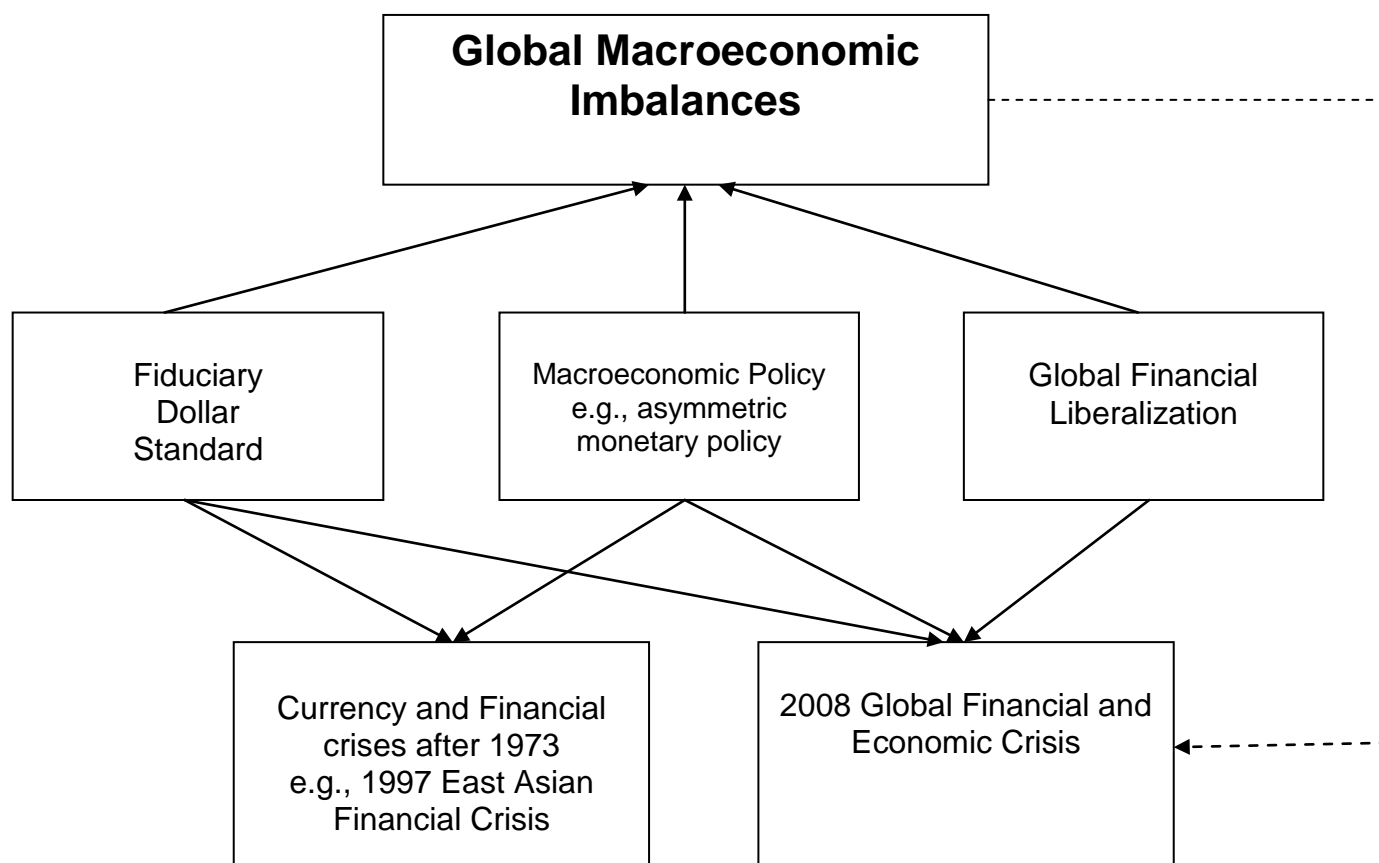 Global Macroeconomic
Imbalances
Fiduciary
Dollar
Standard
Macroeconomic Policy
e.g., asymmetric
monetary policy
Global Financial
Liberalization
Currency and Financial
crises after 1973
e.g., 1997 East Asian
Financial Crisis
2008 Global Financial and
Economic Crisis